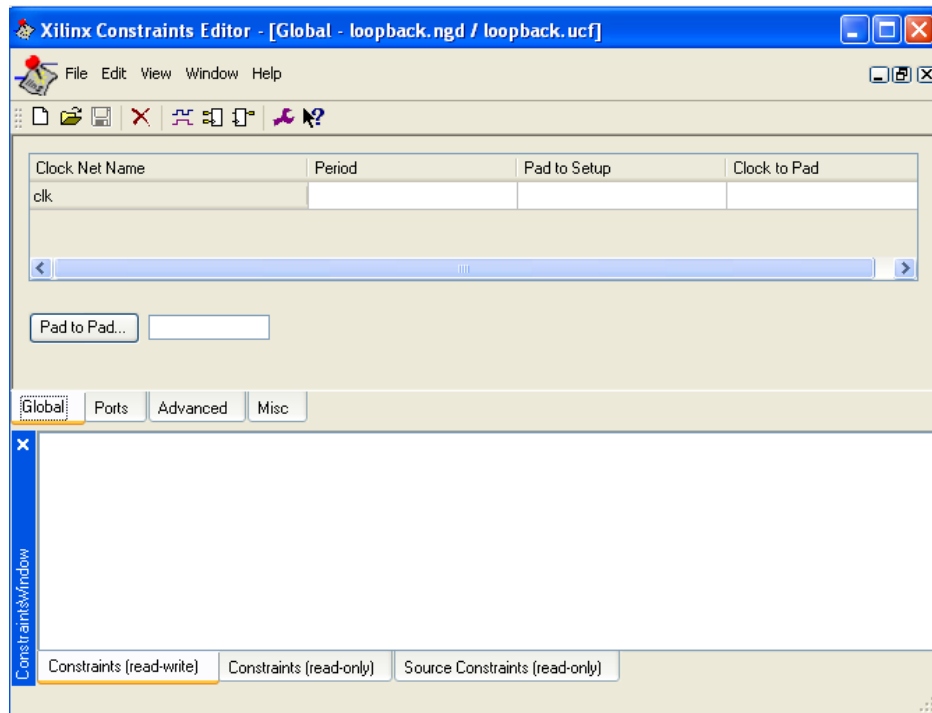 Xilinx Constraints Editor - [Global - loopback.ngd / loopback.ucf]
File Edit View Window Help
Clock Net Name Period Pad to Setup Clock to Pad
clk
Pad to Pad...
Global Ports Advanced Misc
ConstraintsWindow
Constraints (read-write) Constraints (read-only) Source Constraints (read-only)